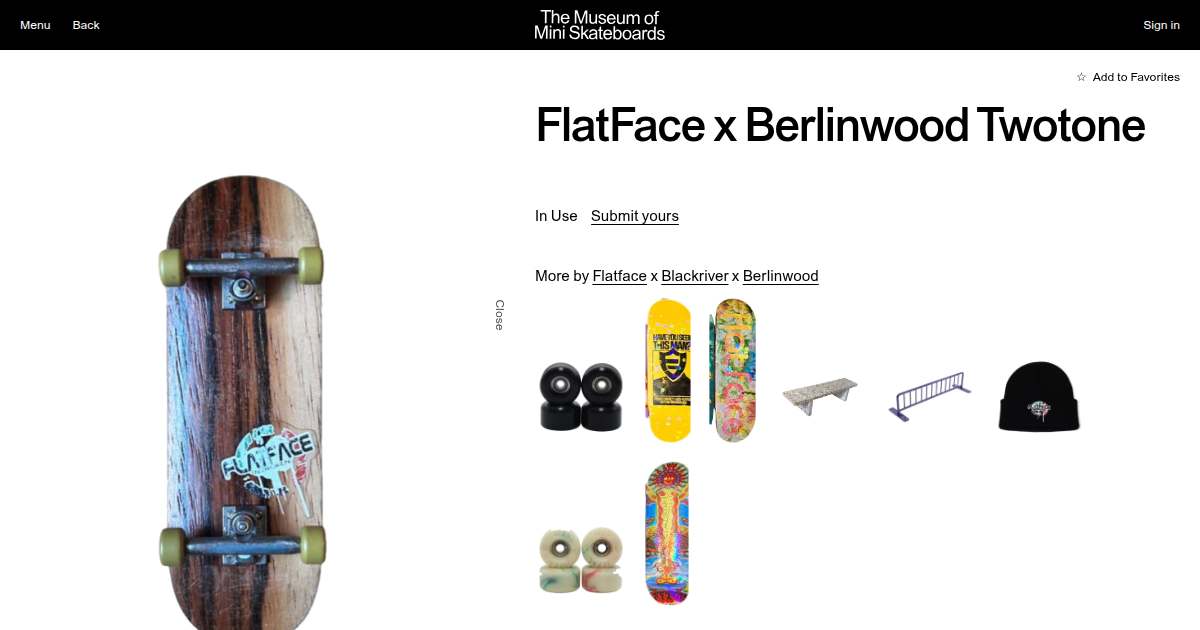 Menu
Back
The Museum of
Mini Skateboards
Sign in
☆ Add to Favorites
FlatFace x Berlinwood Twotone
In Use
Submit yours
More by Flatface x Blackriver x Berlinwood
Close
HAVE YOU SEEN
THIS MAN?
FLATFACE